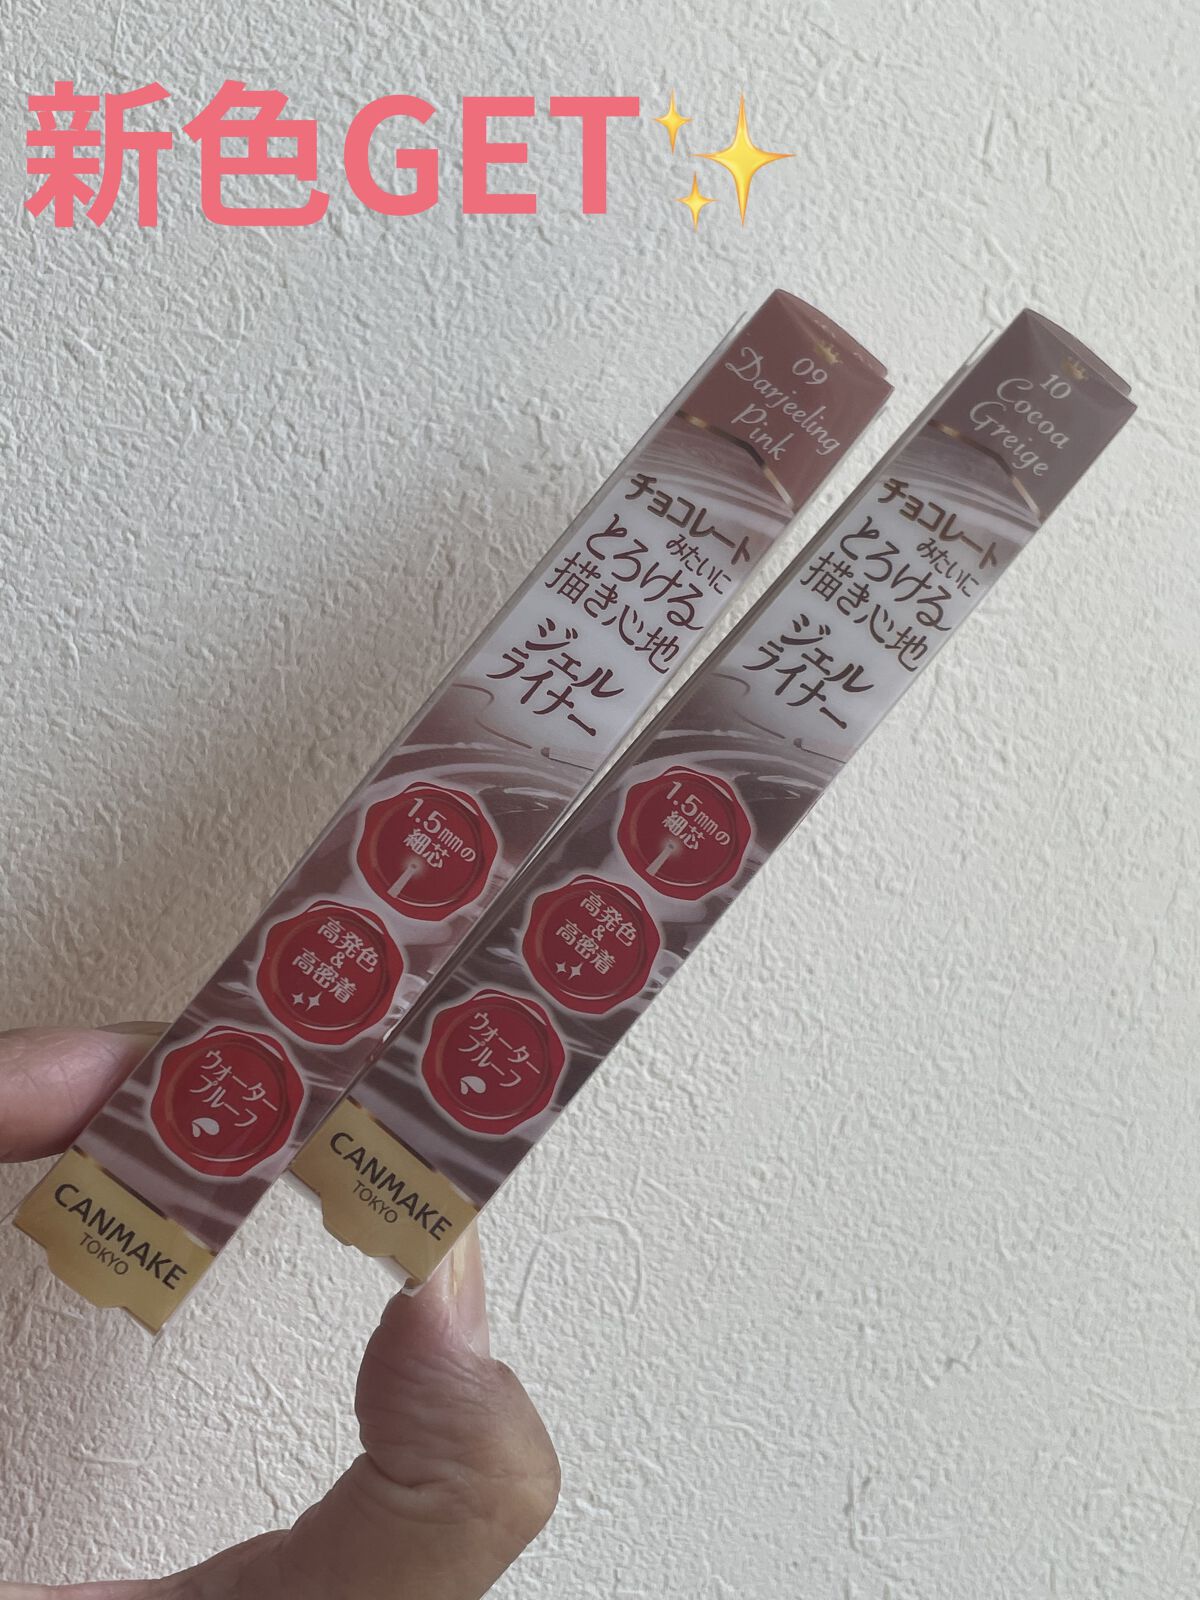 新色GET✨
09
Darjeeling
Pink
チョコレート
みたいに
とろける
描き心地
ジェル
ライナー
1.5㎜の
細芯
高発色
&
高密着
ウォーター
プルーフ
CANMAKE
TOKYO
10
Cocoa
Greige
チョコレート
みたいに
とろける
描き心地
ジェル
ライナー
1.5㎜の
細芯
高発色
&
高密着
ウォーター
プルーフ
CANMAKE
TOKYO